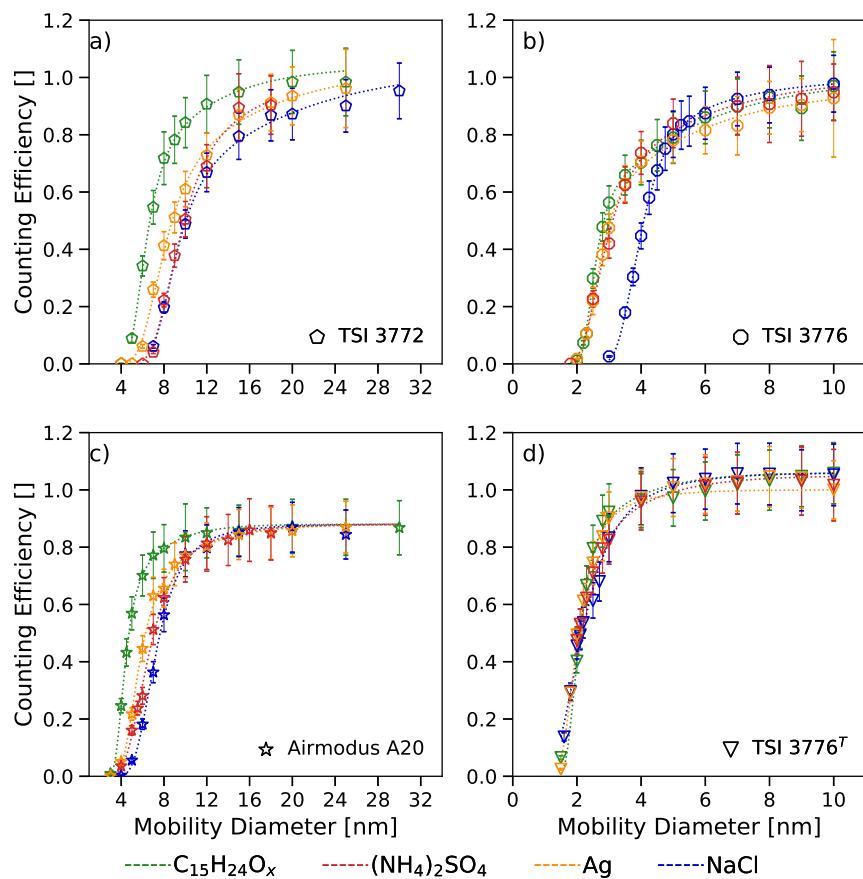 a)
b)
Counting Efficiency []
1.2
1.0
0.8
0.6
0.4
0.2
0.0
4 8 12 16 20 24 28 32
TSI 3772
1.2
1.0
0.8
0.6
0.4
0.2
0.0
0 2 4 6 8 10
TSI 3776
c)
d)
Counting Efficiency []
1.2
1.0
0.8
0.6
0.4
0.2
0.0
4 8 12 16 20 24 28 32
Airmodus A20
Mobility Diameter [nm]
1.2
1.0
0.8
0.6
0.4
0.2
0.0
0 2 4 6 8 10
TSI 3776ᵀ
Mobility Diameter [nm]
C₁₅H₂₄Oₓ (NH₄)₂SO₄ Ag NaCl